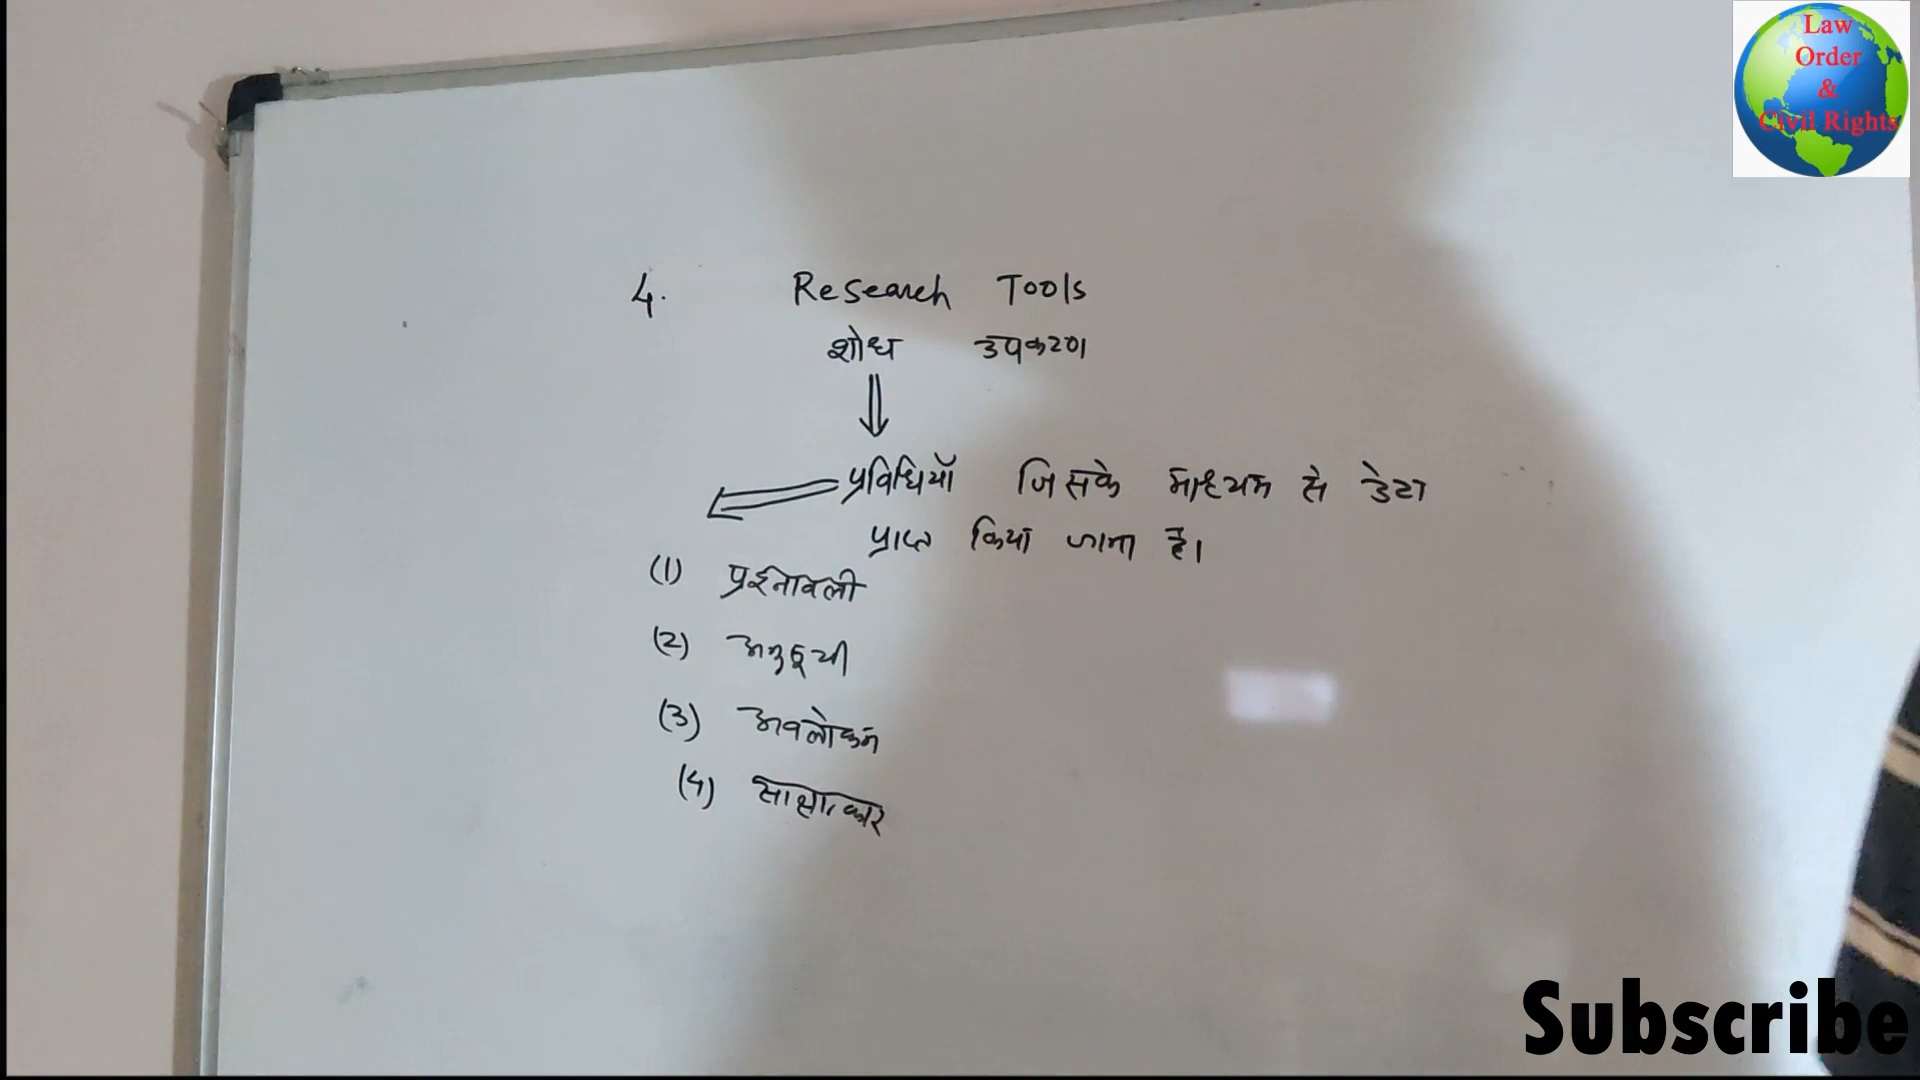 Law
Order
&
Civil Rights
4. Research Tools
शोध उपकरण
प्रविधियाँ जिसके माध्यम से डेटा
प्राप्त किया जाता है।
(1) प्रश्नावली
(2) अनुसूची
(3) अवलोकन
(4) साक्षात्कार
Subscribe